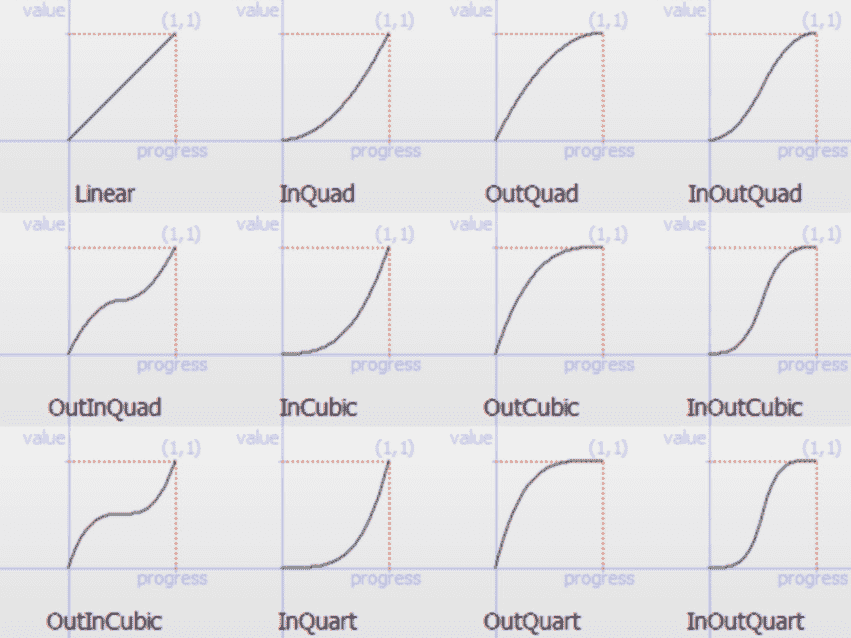 value (1,1) value (1,1) value (1,1) value (1,1)
progress progress progress progress
Linear InQuad OutQuad InOutQuad
value (1,1) value (1,1) value (1,1) value (1,1)
progress progress progress progress
OutInQuad InCubic OutCubic InOutCubic
value (1,1) value (1,1) value (1,1) value (1,1)
progress progress progress progress
OutInCubic InQuart OutQuart InOutQuart